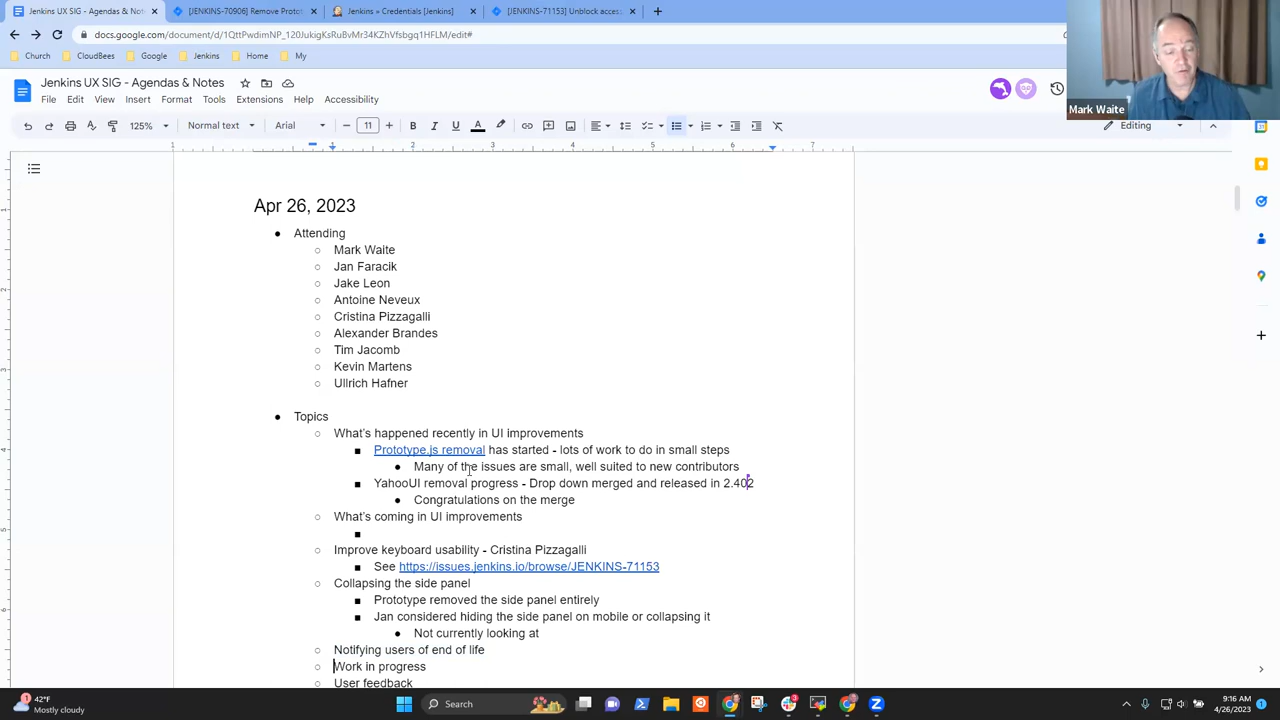 Jenkins UX SIG - Agendas & Notes
[JENKINS-70906] Remove Protot
Jenkins » Credentials [Jenkins]
[JENKINS-71153] Unblock acces
docs.google.com/document/d/1QttPwdimNP_120JukigKsRuBvMr34KZhVfsbgq1HFLM/edit#
Church
CloudBees
Google
Jenkins
Home
My
Jenkins UX SIG - Agendas & Notes
File Edit View Insert Format Tools Extensions Help Accessibility
125%
Normal text
Arial
11
Editing
Mark Waite
1 1 2 3 4 5 6 7
Apr 26, 2023
Attending
Mark Waite
Jan Faracik
Jake Leon
Antoine Neveux
Cristina Pizzagalli
Alexander Brandes
Tim Jacomb
Kevin Martens
Ullrich Hafner
Topics
What's happened recently in UI improvements
Prototype.js removal has started - lots of work to do in small steps
Many of the issues are small, well suited to new contributors
YahooUI removal progress - Drop down merged and released in 2.402
Congratulations on the merge
What's coming in UI improvements
Improve keyboard usability - Cristina Pizzagalli
See https://issues.jenkins.io/browse/JENKINS-71153
Collapsing the side panel
Prototype removed the side panel entirely
Jan considered hiding the side panel on mobile or collapsing it
Not currently looking at
Notifying users of end of life
Work in progress
User feedback
42°F
Mostly cloudy
Search
9:16 AM
4/26/2023